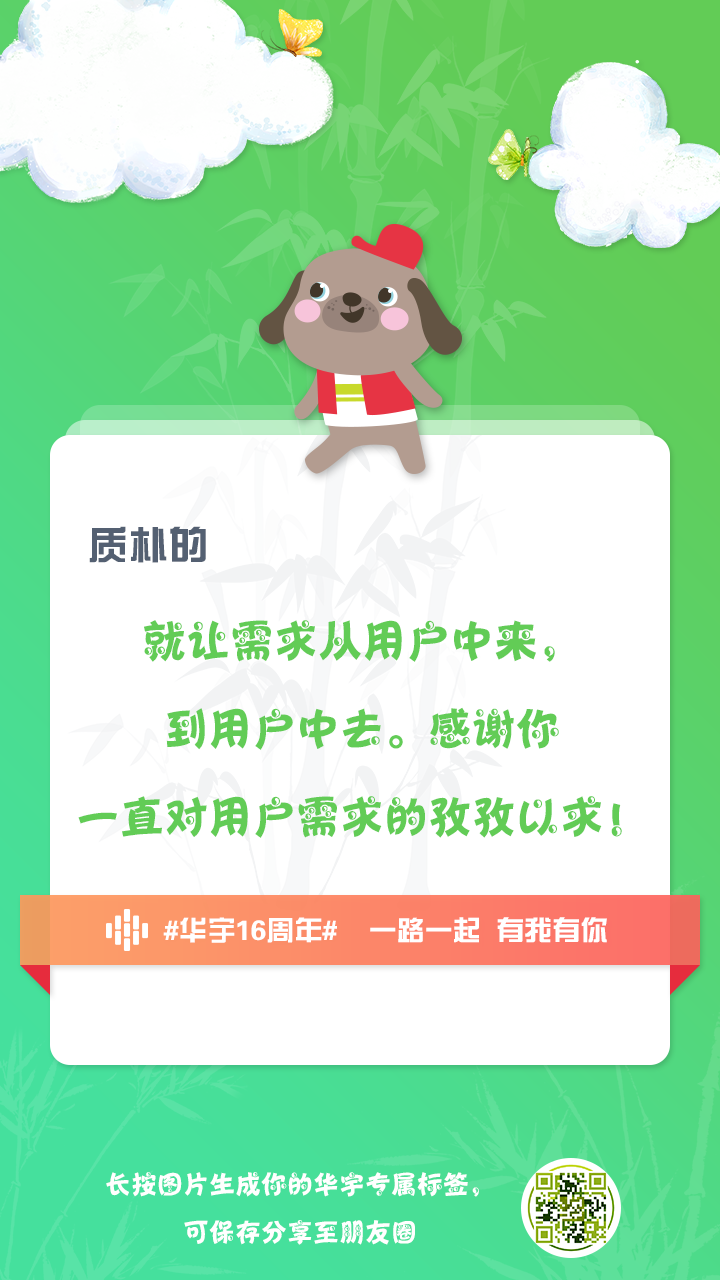 质朴的
就让需求从用户中来，
到用户中去。感谢你
一直对用户需求的孜孜以求！
#华宇16周年# 一路一起 有我有你
长按图片生成你的华宇专属标签，
可保存分享至朋友圈